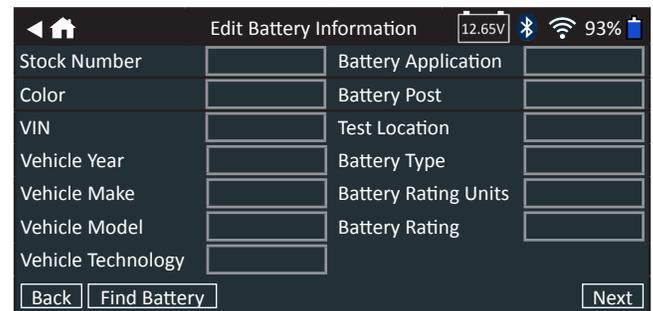 Edit Battery Information 12.65V 93%
Stock Number Battery Application
Color Battery Post
VIN Test Location
Vehicle Year Battery Type
Vehicle Make Battery Rating Units
Vehicle Model Battery Rating
Vehicle Technology
Back Find Battery Next